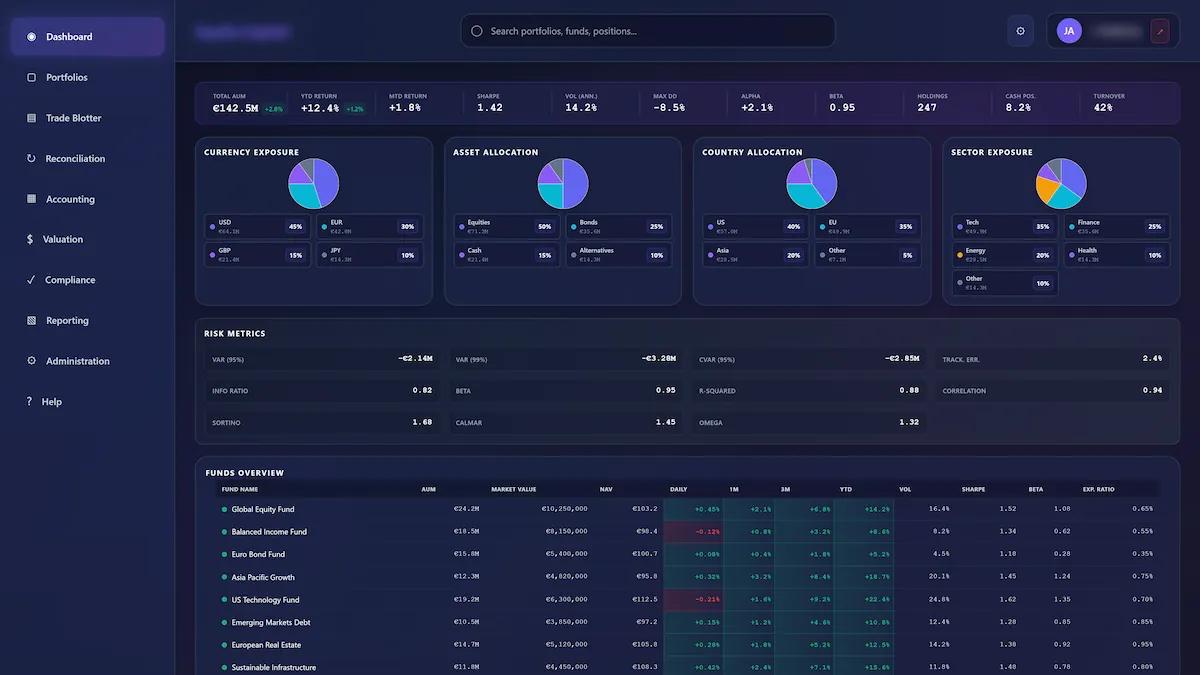 Dashboard
Portfolios
Trade Blotter
Reconciliation
Accounting
$ Valuation
✓ Compliance
Reporting
Administration
? Help
Search portfolios, funds, positions...
JA
TOTAL AUM
€142.5M +2.8%
YTD RETURN
+12.4% +1.2%
MTD RETURN
+1.8%
SHARPE
1.42
VOL (ANN.)
14.2%
MAX DD
-8.5%
ALPHA
+2.1%
BETA
0.95
HOLDINGS
247
CASH POS.
8.2%
TURNOVER
42%
CURRENCY EXPOSURE
USD 45%
€64.1M
EUR 30%
GBP 15%
€21.4M
JPY 10%
€14.3M
ASSET ALLOCATION
Equities 50%
€71.3M
Bonds 25%
€35.6M
Cash 15%
€21.4M
Alternatives 10%
€14.3M
COUNTRY ALLOCATION
US 40%
€57.0M
EU 35%
€49.9M
Asia 20%
€28.5M
Other 5%
€7.1M
SECTOR EXPOSURE
Tech 35%
€49.9M
Finance 25%
€35.6M
Energy 20%
€28.5M
Health 10%
€14.3M
Other 10%
€14.3M
RISK METRICS
VAR (95%) -€2.14M
VAR (99%) -€3.28M
CVAR (95%) -€2.85M
TRACK. ERR. 2.4%
INFO RATIO 0.82
BETA 0.95
R-SQUARED 0.88
CORRELATION 0.94
SORTINO 1.68
CALMAR 1.45
OMEGA 1.32
FUNDS OVERVIEW
FUND NAME AUM MARKET VALUE NAV DAILY 1M 3M YTD VOL SHARPE BETA EXP. RATIO
Global Equity Fund €24.2M €10,250,000 €103.2 +0.45% +2.1% +6.8% +14.2% 16.4% 1.52 1.08 0.65%
Balanced Income Fund €18.5M €8,150,000 €98.4 -0.12% +0.8% +3.2% +8.6% 8.2% 1.34 0.62 0.55%
Euro Bond Fund €15.8M €5,400,000 €100.7 +0.08% +0.4% +1.8% +5.2% 4.5% 1.18 0.28 0.35%
Asia Pacific Growth €12.3M €4,820,000 €95.8 +0.32% +3.2% +8.4% +18.7% 20.1% 1.45 1.24 0.75%
US Technology Fund €19.2M €6,300,000 €112.5 -0.21% +1.6% +9.2% +22.4% 24.8% 1.62 1.35 0.70%
Emerging Markets Debt €10.5M €3,850,000 €97.2 +0.15% +1.2% +4.6% +10.8% 12.4% 1.28 0.85 0.85%
European Real Estate €14.7M €5,120,000 €105.8 +0.28% +1.8% +5.2% +12.5% 14.2% 1.38 0.92 0.95%
Sustainable Infrastructure €11.8M €4,450,000 €108.3 +0.42% +2.4% +7.1% +15.6% 11.8% 1.48 0.78 0.80%